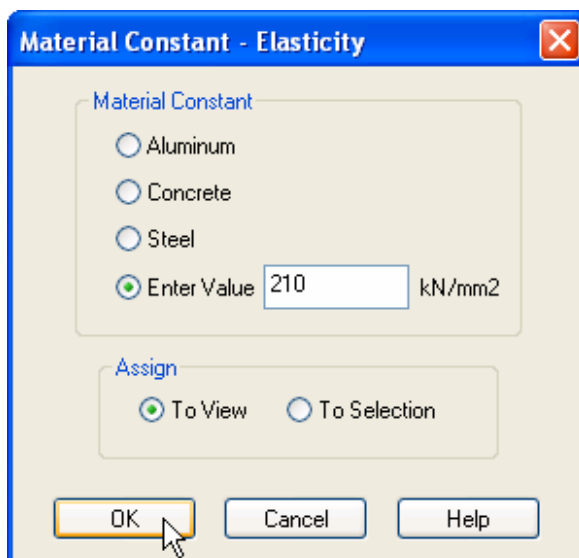 Material Constant - Elasticity
Material Constant
Aluminum
Concrete
Steel
Enter Value 210 kN/mm2
Assign
To View To Selection
OK Cancel Help